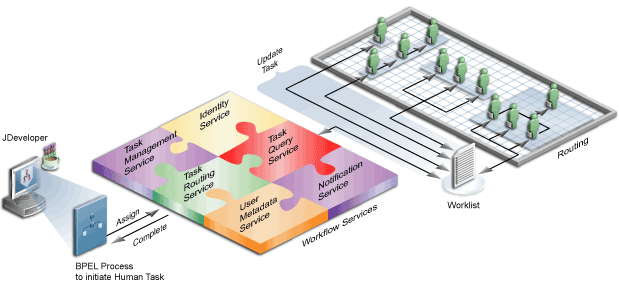 JDeveloper
BPEL Process
to initiate Human Task
Assign
Complete
Task
Management
Service
Identity
Service
Task
Query
Service
Task
Routing
Service
User
Metadata
Service
Notification
Service
Workflow Services
Update
Task
Worklist
Routing